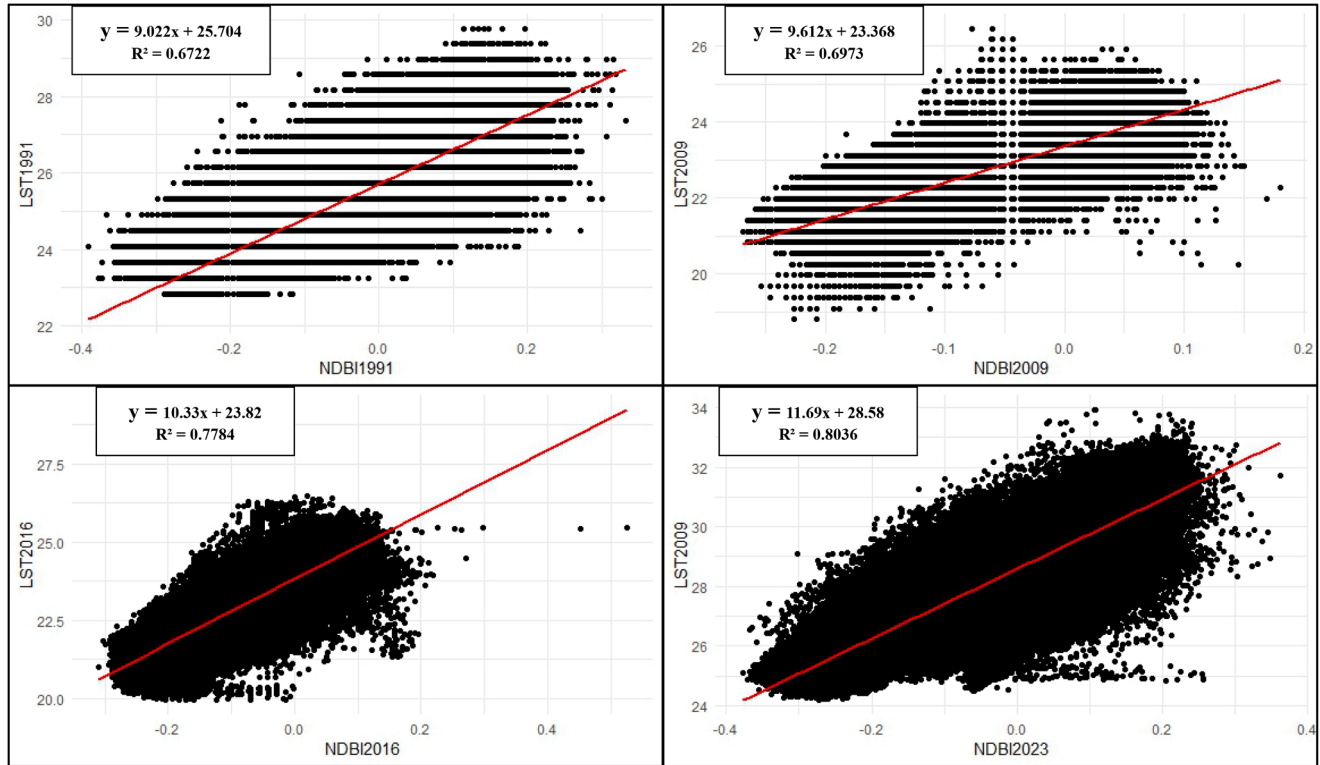 y = 9.022x + 25.704
R² = 0.6722
30
28
26
24
22
LST1991
-0.4
-0.2
0.0
0.2
NDBI1991
y = 9.612x + 23.368
R² = 0.6973
26
24
22
20
LST2009
-0.2
-0.1
0.0
0.1
0.2
NDBI2009
y = 10.33x + 23.82
R² = 0.7784
27.5
25.0
22.5
20.0
LST2016
-0.2
0.0
0.2
0.4
NDBI2016
y = 11.69x + 28.58
R² = 0.8036
34
32
30
28
26
24
LST2009
-0.4
-0.2
0.0
0.2
0.4
NDBI2023